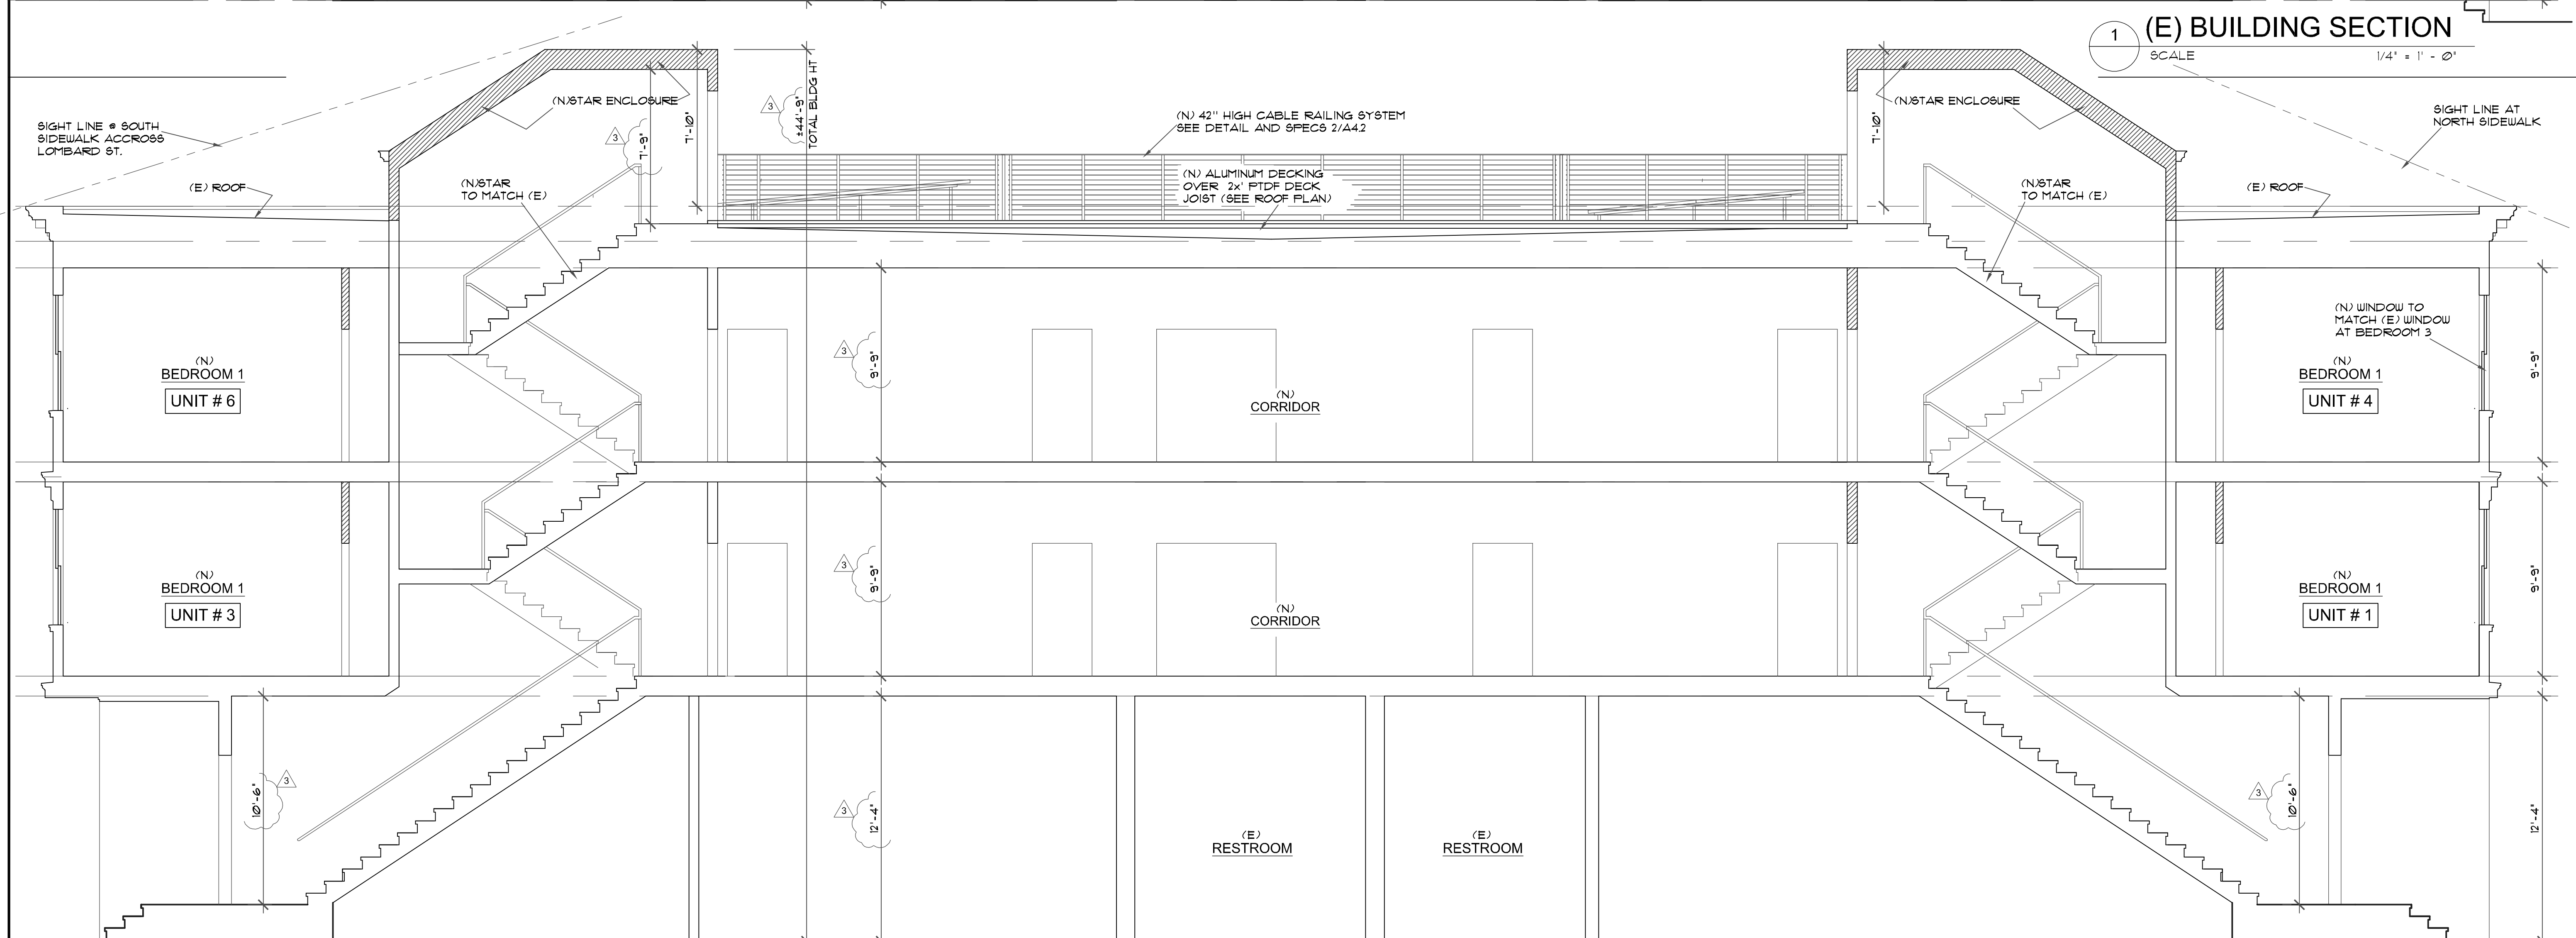 1
(E) BUILDING SECTION
SCALE
1/4" = 1' - 0"
SIGHT LINE @ SOUTH
SIDEWALK ACCROSS
LOMBARD ST.
(E) ROOF
(N)STAR
TO MATCH (E)
(N)STAR ENCLOSURE
3
7'-9"
7'-10"
3
±44'-9"
TOTAL BLDG HT
(N) 42" HIGH CABLE RAILING SYSTEM
SEE DETAIL AND SPECS 2/A4.2
(N) ALUMINUM DECKING
OVER 2x' PTDF DECK
JOIST (SEE ROOF PLAN)
7'-10"
(N)STAR ENCLOSURE
(N)STAR
TO MATCH (E)
(E) ROOF
SIGHT LINE AT
NORTH SIDEWALK
(N)
BEDROOM 1
UNIT # 6
3
9'-9"
(N)
CORRIDOR
(N)
BEDROOM 1
UNIT # 4
(N) WINDOW TO
MATCH (E) WINDOW
AT BEDROOM 3
9'-9"
(N)
BEDROOM 1
UNIT # 3
3
9'-9"
(N)
CORRIDOR
(N)
BEDROOM 1
UNIT # 1
9'-9"
10'-6"
3
3
12'-4"
(E)
RESTROOM
(E)
RESTROOM
3
10'-6"
12'-4"